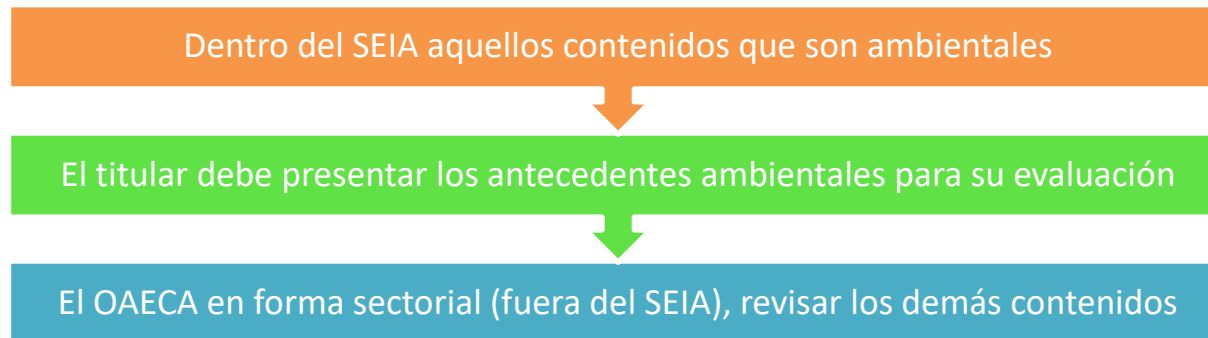 Dentro del SEIA aquellos contenidos que son ambientales
El titular debe presentar los antecedentes ambientales para su evaluación
El OAECA en forma sectorial (fuera del SEIA), revisar los demás contenidos